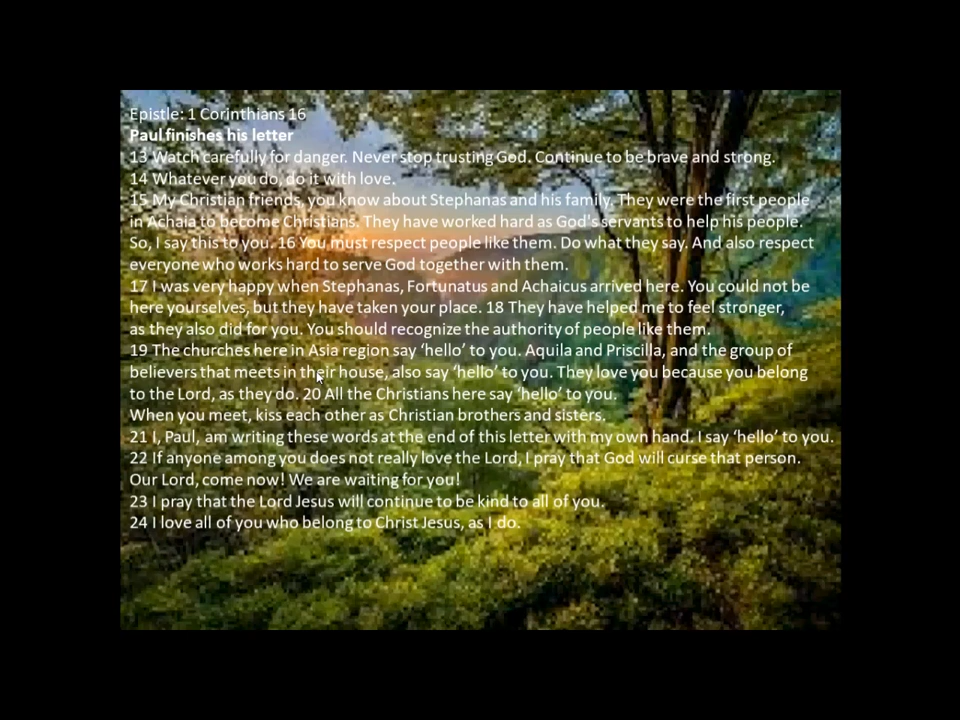 Epistle: 1 Corinthians 16
Paul finishes his letter
13 Watch carefully for danger. Never stop trusting God. Continue to be brave and strong.
14 Whatever you do, do it with love.
15 My Christian friends, you know about Stephanas and his family. They were the first people
in Achaia to become Christians. They have worked hard as God's servants to help his people.
So, I say this to you. 16 You must respect people like them. Do what they say. And also respect
everyone who works hard to serve God together with them.
17 I was very happy when Stephanas, Fortunatus and Achaicus arrived here. You could not be
here yourselves, but they have taken your place. 18 They have helped me to feel stronger,
as they also did for you. You should recognize the authority of people like them.
19 The churches here in Asia region say ‘hello’ to you. Aquila and Priscilla, and the group of
believers that meets in their house, also say ‘hello’ to you. They love you because you belong
to the Lord, as they do. 20 All the Christians here say ‘hello’ to you.
When you meet, kiss each other as Christian brothers and sisters.
21 I, Paul, am writing these words at the end of this letter with my own hand. I say ‘hello’ to you.
22 If anyone among you does not really love the Lord, I pray that God will curse that person.
Our Lord, come now! We are waiting for you!
23 I pray that the Lord Jesus will continue to be kind to all of you.
24 I love all of you who belong to Christ Jesus, as I do.